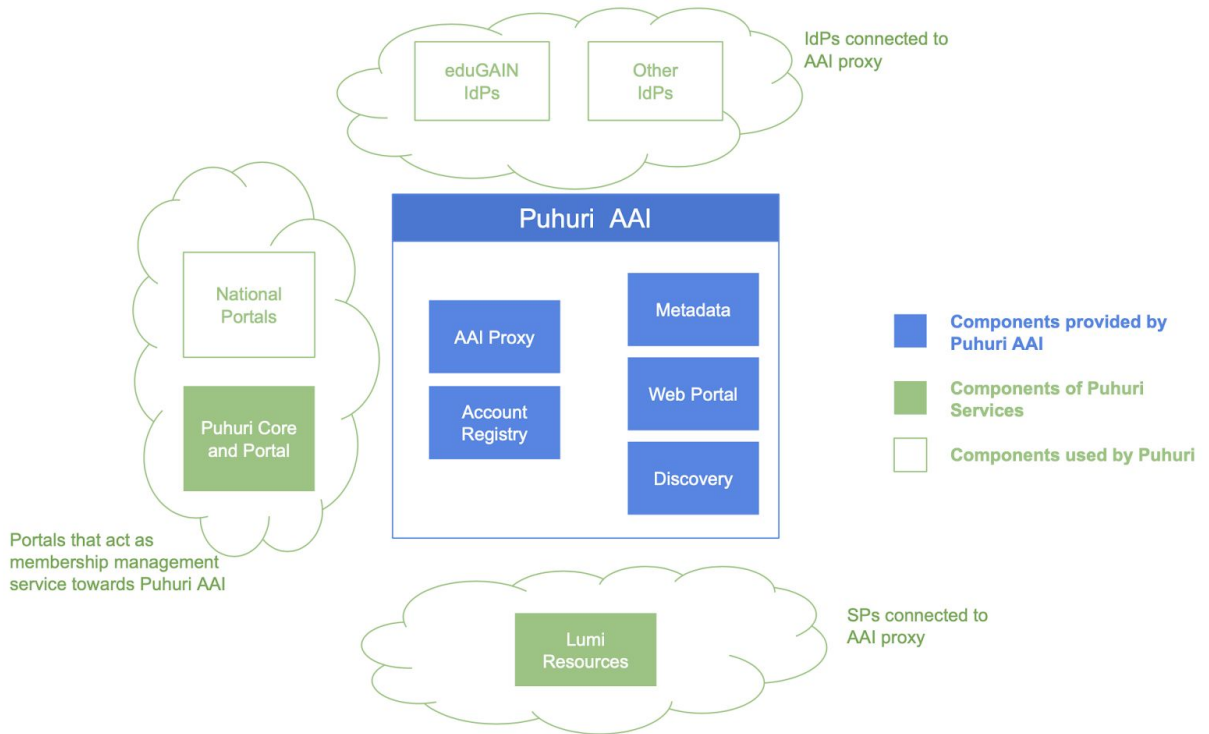 IdPs connected to
AAI proxy
eduGAIN
IdPs
Other
IdPs
Puhuri AAI
National
Portals
Puhuri Core
and Portal
AAI Proxy
Account
Registry
Metadata
Web Portal
Discovery
Components provided by
Puhuri AAI
Components of Puhuri
Services
Components used by Puhuri
Portals that act as
membership management
service towards Puhuri AAI
Lumi
Resources
SPs connected to
AAI proxy